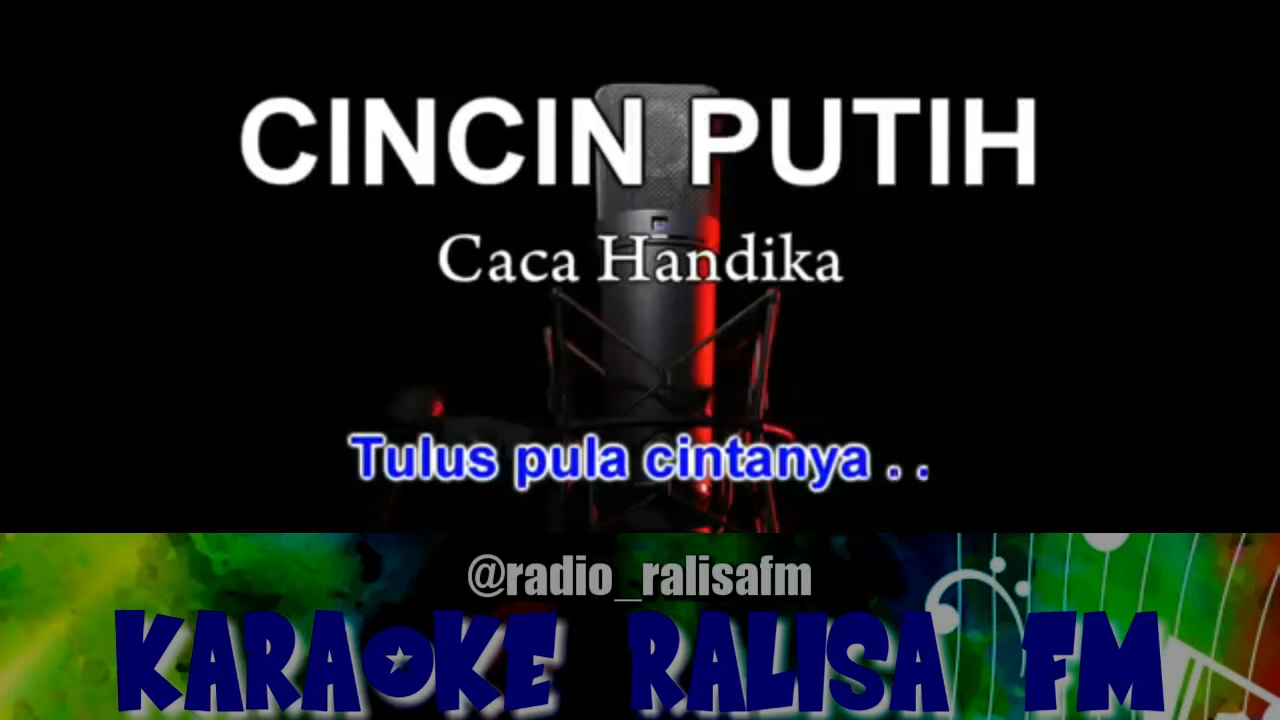 CINCIN PUTIH
Caca Handika
Tulus pula cintanya . .
@radio_ralisafm
KARAOKE RALISA FM